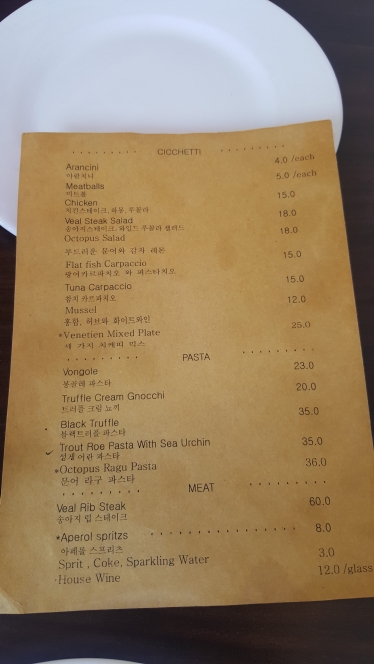 CICCHETTI
Arancini 4.0 /each
아란치니
Meatballs 5.0 /each
미트볼
Chicken 15.0
치킨스테이크, 허무, 루꼴라
Veal Steak Salad 18.0
송아지스테이크, 와일드 루꼴라 샐러드
Octopus Salad 18.0
부드러운 문어와 감자 레몬
Flat fish Carpaccio 15.0
광어카르파치오 와 피스타치오
Tuna Carpaccio 15.0
참치 카르파치오
Mussel 12.0
홍합, 허브와 화이트와인
*Venetien Mixed Plate 25.0
세 가지 치케띠 믹스
PASTA
Vongole 23.0
봉골레 파스타
Truffle Cream Gnocchi 20.0
트러플 크림 뇨끼
Black Truffle 35.0
블랙트러플 파스타
Trout Roe Pasta With Sea Urchin 35.0
성게 어란 파스타
*Octopus Ragu Pasta 36.0
문어 라구 파스타
MEAT
Veal Rib Steak 60.0
송아지 립 스테이크
*Aperol spritzs 8.0
아페롤 스프리츠
Sprit , Coke, Sparkling Water 3.0
House Wine 12.0 /glass